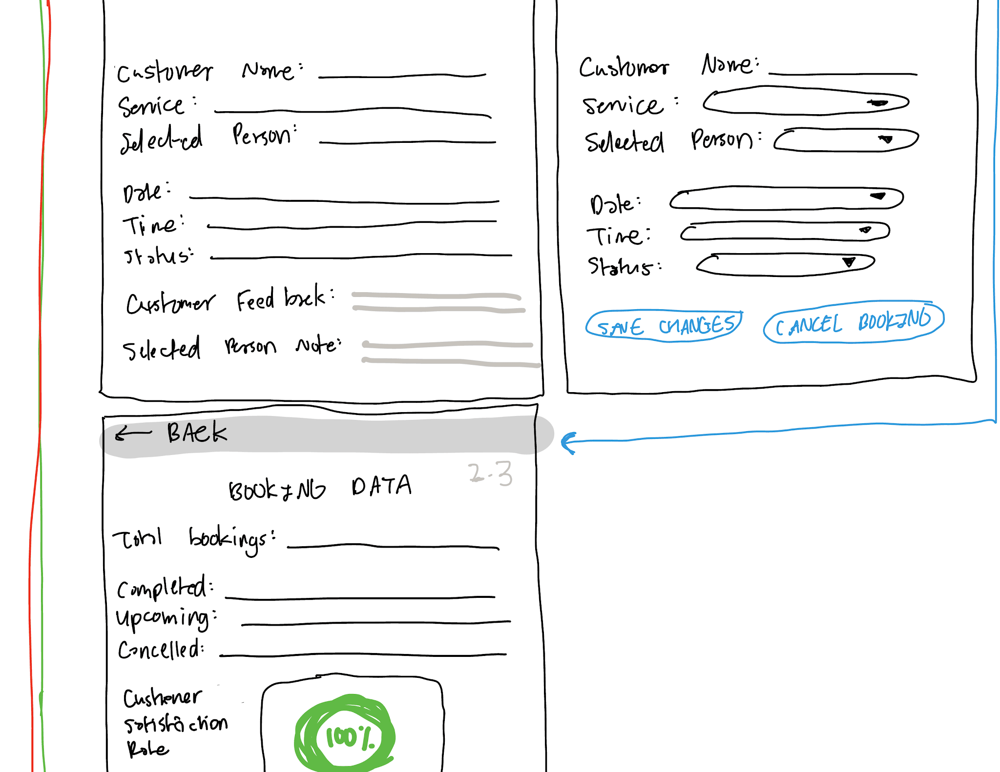 Customer Name:
Service:
Selected Person:
Date:
Time:
Status:
Customer Feedback:
Selected Person Note:
Customer Name:
Service:
Selected Person:
Date:
Time:
Status:
SAVE CHANGES
CANCEL BOOKING
← BACK
2.3
BOOKING DATA
Total bookings:
Completed:
Upcoming:
Cancelled:
Customer
Satisfaction
Rate
100%